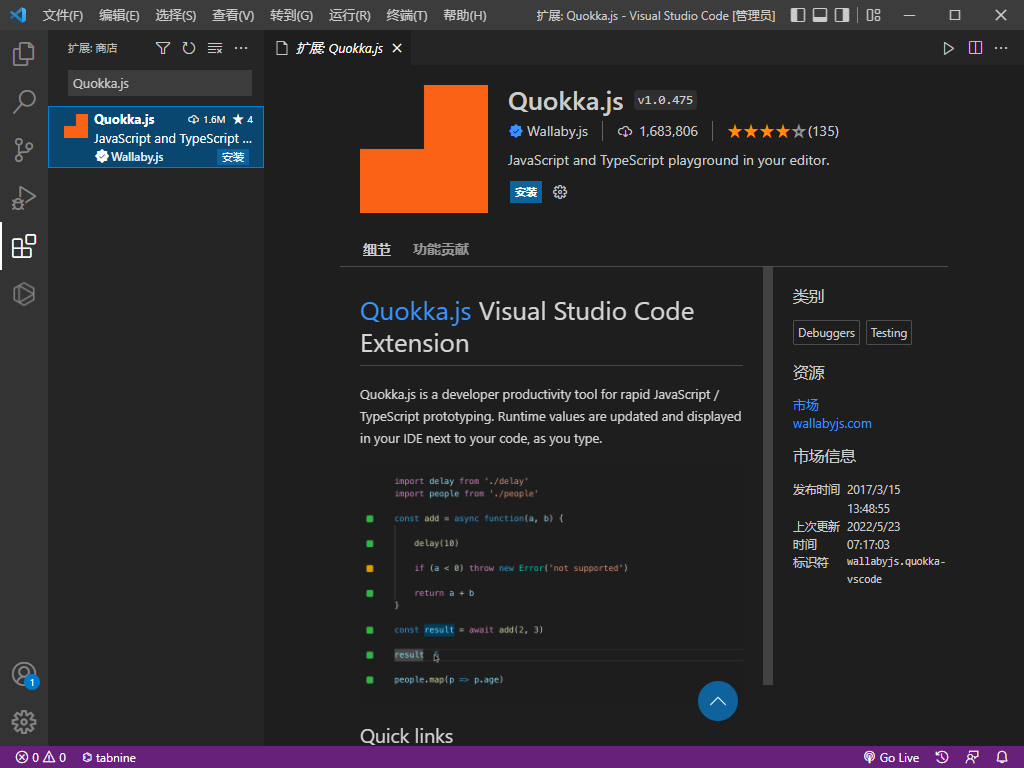 文件(F) 编辑(E) 选择(S) 查看(V) 转到(G) 运行(R) 终端(T) 帮助(H) 扩展: Quokka.js - Visual Studio Code [管理员]
扩展: 商店
Quokka.js
Quokka.js 1.6M 4
JavaScript and TypeScript ...
Wallaby.js 安装
扩展: Quokka.js
Quokka.js v1.0.475
Wallaby.js 1,683,806 (135)
JavaScript and TypeScript playground in your editor.
安装
细节 功能贡献
Quokka.js Visual Studio Code
Extension
Quokka.js is a developer productivity tool for rapid JavaScript /
TypeScript prototyping. Runtime values are updated and displayed
in your IDE next to your code, as you type.
import delay from './delay'
import people from './people'
const add = async function(a, b) {
delay(10)
if (a < 0) throw new Error('not supported')
return a + b
}
const result = await add(2, 3)
result
people.map(p => p.age)
Quick links
类别
Debuggers Testing
资源
市场
wallabyjs.com
市场信息
发布时间 2017/3/15
13:48:55
上次更新 2022/5/23
时间 07:17:03
标识符 wallabyjs.quokka-
vscode
1
0 0 tabnine Go Live